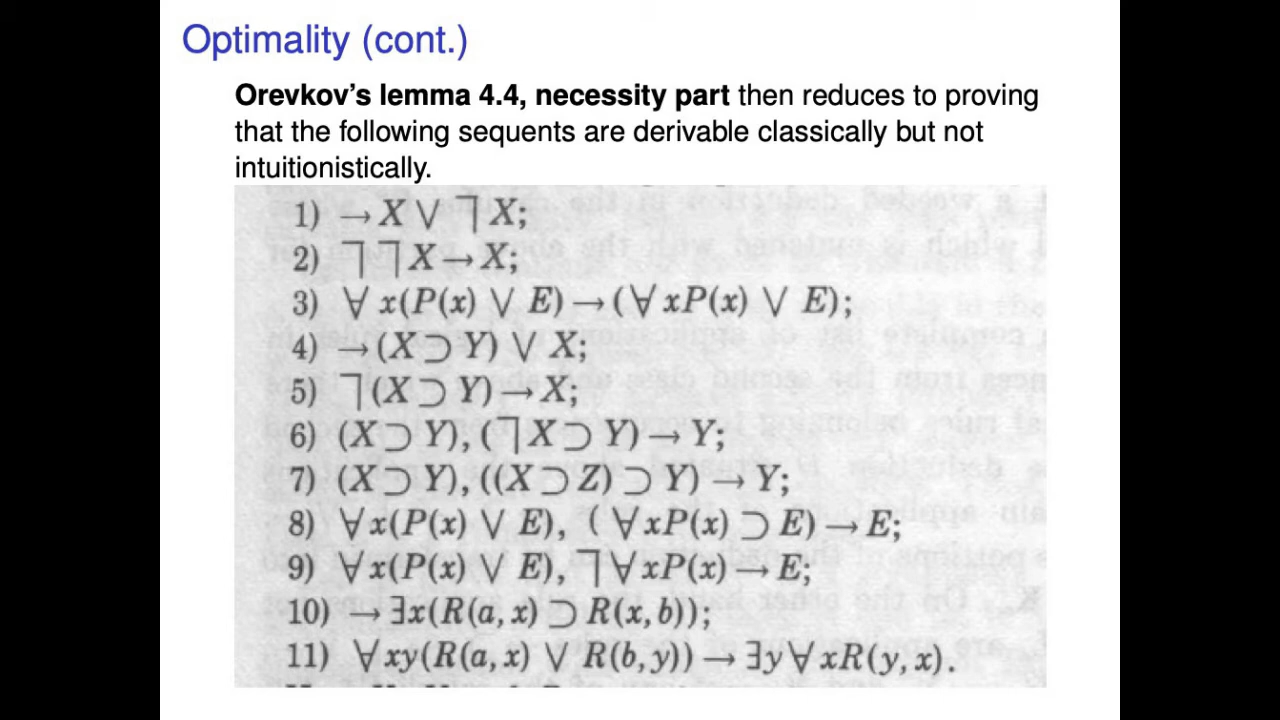 Optimality (cont.)
Orevkov's lemma 4.4, necessity part then reduces to proving
that the following sequents are derivable classically but not
intuitionistically.
1) → X ∨ ⌉ X;
2) ⌉ ⌉ X → X;
3) ∀ x(P(x) ∨ E) → (∀ xP(x) ∨ E);
4) → (X ⊃ Y) ∨ X;
5) ⌉ (X ⊃ Y) → X;
6) (X ⊃ Y), (⌉ X ⊃ Y) → Y;
7) (X ⊃ Y), ((X ⊃ Z) ⊃ Y) → Y;
8) ∀ x(P(x) ∨ E), ( ∀ xP(x) ⊃ E) → E;
9) ∀ x(P(x) ∨ E), ⌉ ∀ xP(x) → E;
10) → ∃x(R(a, x) ⊃ R(x, b));
11) ∀ xy(R(a, x) ∨ R(b, y)) → ∃y ∀ xR(y, x).